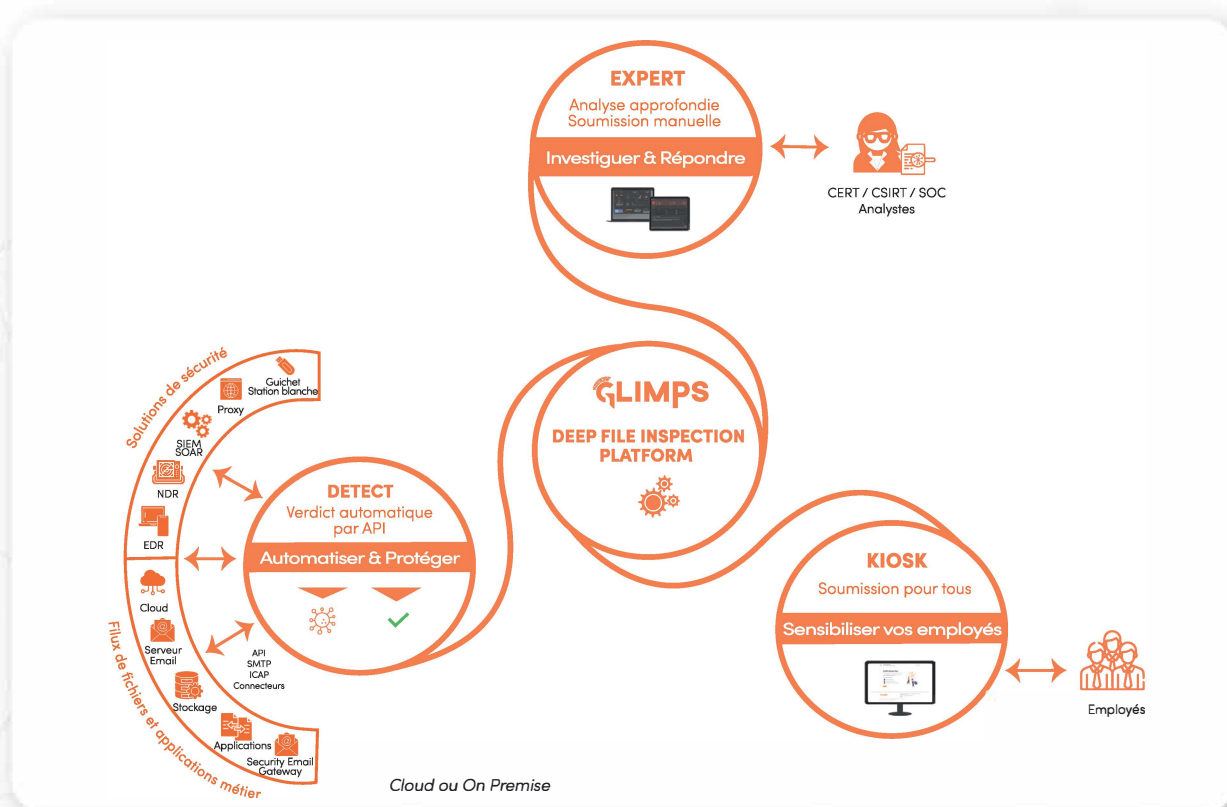 EXPERT
Analyse approfondie
Soumission manuelle
Investiguer & Répondre
CERT / CSIRT / SOC
Analystes
GLIMPS
DEEP FILE INSPECTION
PLATFORM
Solutions de sécurité
Guichet
Station blanche
Proxy
SIEM
SOAR
NDR
EDR
DETECT
Verdict automatique
par API
Automatiser & Protéger
Cloud
Serveur
Email
Stockage
Applications
Security Email
Gateway
Filux de fichiers et applications métier
API
SMTP
ICAP
Connecteurs
KIOSK
Soumission pour tous
Sensibiliser vos employés
Employés
Cloud ou On Premise